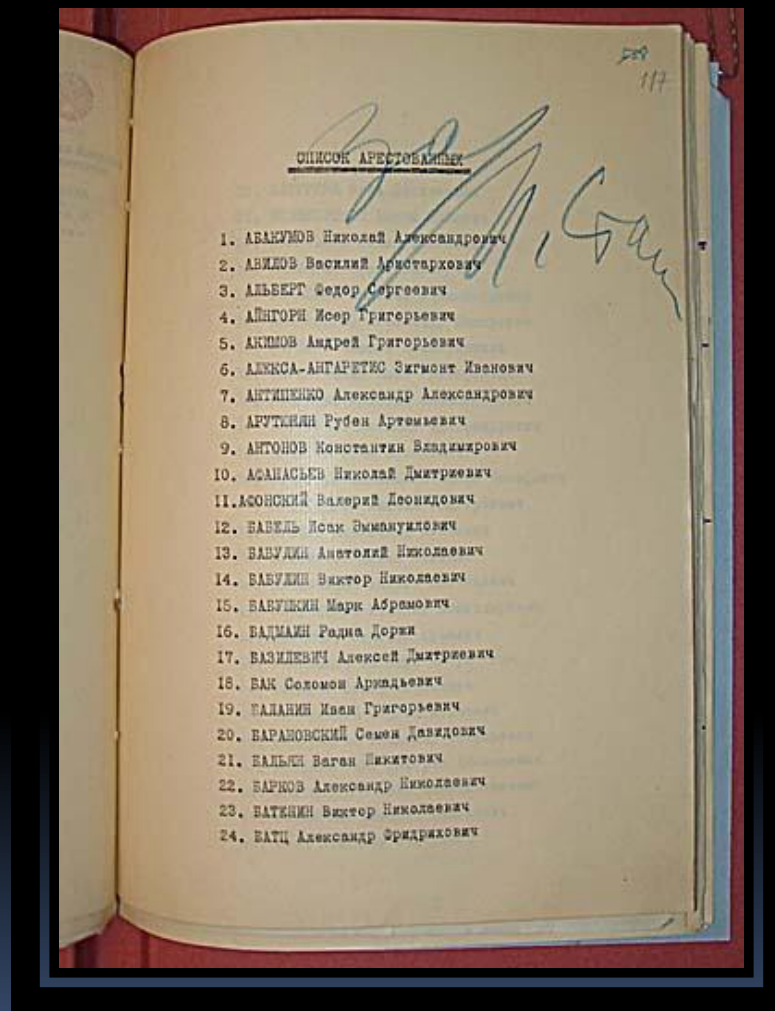 117
за
И. Стал
СПИСОК АРЕСТОВАННЫХ
1. АБАКУМОВ Николай Александрович
2. АВИЛОВ Василий Аристархович
3. АЛЬБЕРГ Федор Сергеевич
4. АЙНГОРН Исер Григорьевич
5. АКИМОВ Андрей Григорьевич
6. АЛЕКСА-АНГАРЕТИС Зигмонт Иванович
7. АНТИПЕНКО Александр Александрович
8. АРУТЮНЯН Рубен Артемьевич
9. АНТОНОВ Константин Владимирович
10. АФАНАСЬЕВ Николай Дмитриевич
11.АФОНСКИЙ Валерий Леонидович
12. БАБЕЛЬ Исак Эммануилович
13. БАБУЛИН Анатолий Николаевич
14. БАБУЛИН Виктор Николаевич
15. БАБУШКИН Марк Абрамович
16. БАДМАИН Радна Доржи
17. БАЗИЛЕВИЧ Алексей Дмитриевич
18. БАК Соломон Аркадьевич
19. БАЛАНИН Иван Григорьевич
20. БАРАНОВСКИЙ Семен Давидович
21. БАЛЬЯН Ваган Никитович
22. БАРКОВ Александр Николаевич
23. БАТЕНИН Виктор Николаевич
24. БАТЦ Александр Фридрихович